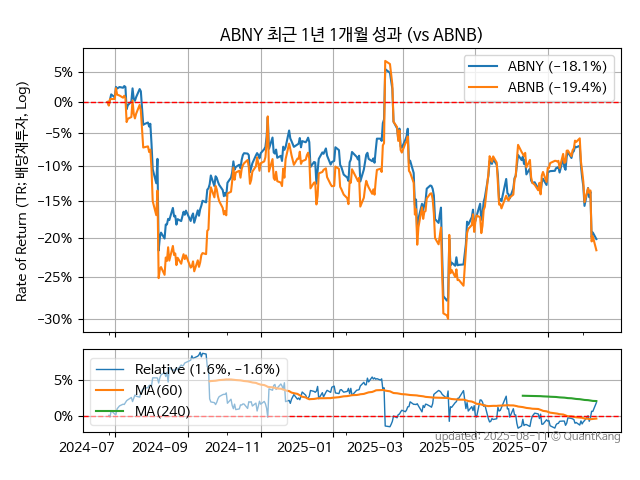 ABNY 최근 1년 1개월 성과 (vs ABNB)
Rate of Return (TR: 배당재투자, Log)
5%
0%
−5%
−10%
−15%
−20%
−25%
−30%
ABNY (−18.1%)
ABNB (−19.4%)
5%
0%
Relative (1.6%, −1.6%)
MA(60)
MA(240)
updated: 2025-08-11 © QuantKang
2024-07 2024-09 2024-11 2025-01 2025-03 2025-05 2025-07